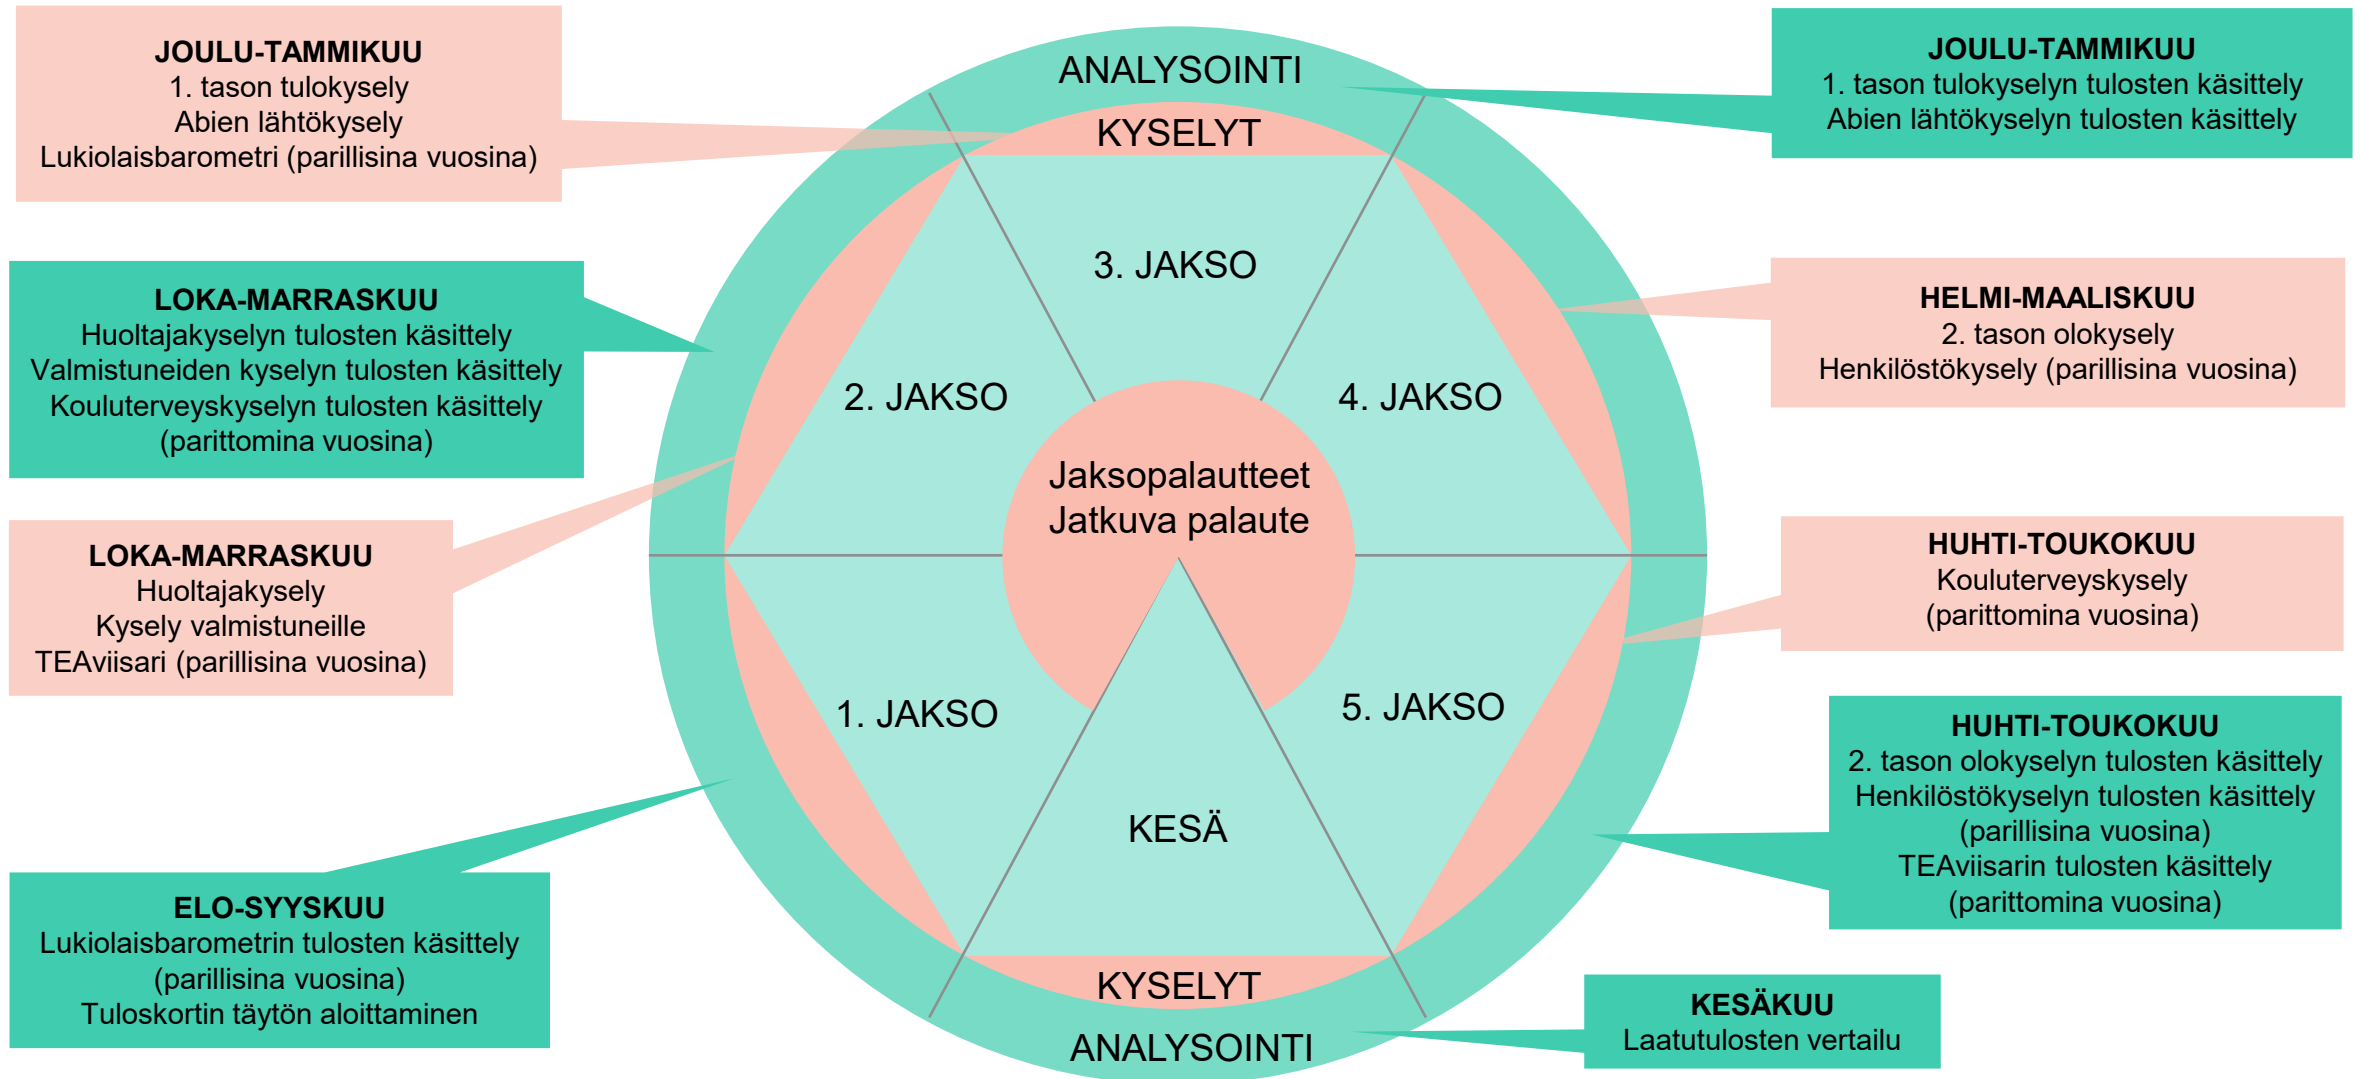 JOULU-TAMMIKUU
1. tason tulokysely
Abien lähtökysely
Lukiolaisbarometri (parillisina vuosina)
LOKA-MARRASKUU
Huoltajakyselyn tulosten käsittely
Valmistuneiden kyselyn tulosten käsittely
Kouluterveyskyselyn tulosten käsittely
(parittomina vuosina)
LOKA-MARRASKUU
Huoltajakysely
Kysely valmistuneille
TEAviisari (parillisina vuosina)
ELO-SYYSKUU
Lukiolaisbarometrin tulosten käsittely
(parillisina vuosina)
Tuloskortin täytön aloittaminen
ANALYSOINTI
KYSELYT
3. JAKSO
2. JAKSO
4. JAKSO
Jaksopalautteet
Jatkuva palaute
1. JAKSO
5. JAKSO
KESÄ
KYSELYT
ANALYSOINTI
JOULU-TAMMIKUU
1. tason tulokyselyn tulosten käsittely
Abien lähtökyselyn tulosten käsittely
HELMI-MAALISKUU
2. tason olokysely
Henkilöstökysely (parillisina vuosina)
HUHTI-TOUKOKUU
Kouluterveyskysely
(parittomina vuosina)
HUHTI-TOUKOKUU
2. tason olokyselyn tulosten käsittely
Henkilöstökyselyn tulosten käsittely
(parillisina vuosina)
TEAviisarin tulosten käsittely
(parittomina vuosina)
KESÄKUU
Laatutulosten vertailu